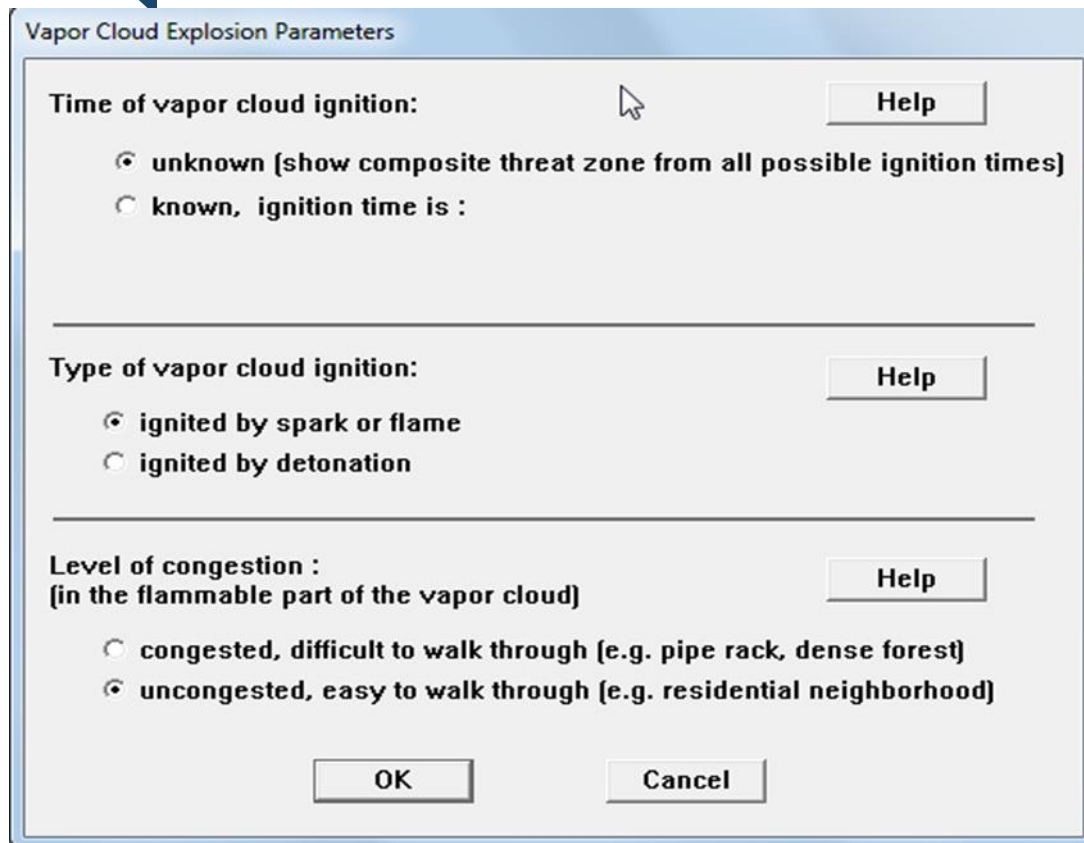 Vapor Cloud Explosion Parameters
Time of vapor cloud ignition:
Help
unknown (show composite threat zone from all possible ignition times)
known, ignition time is :
Type of vapor cloud ignition:
Help
ignited by spark or flame
ignited by detonation
Level of congestion :
(in the flammable part of the vapor cloud)
Help
congested, difficult to walk through (e.g. pipe rack, dense forest)
uncongested, easy to walk through (e.g. residential neighborhood)
OK
Cancel